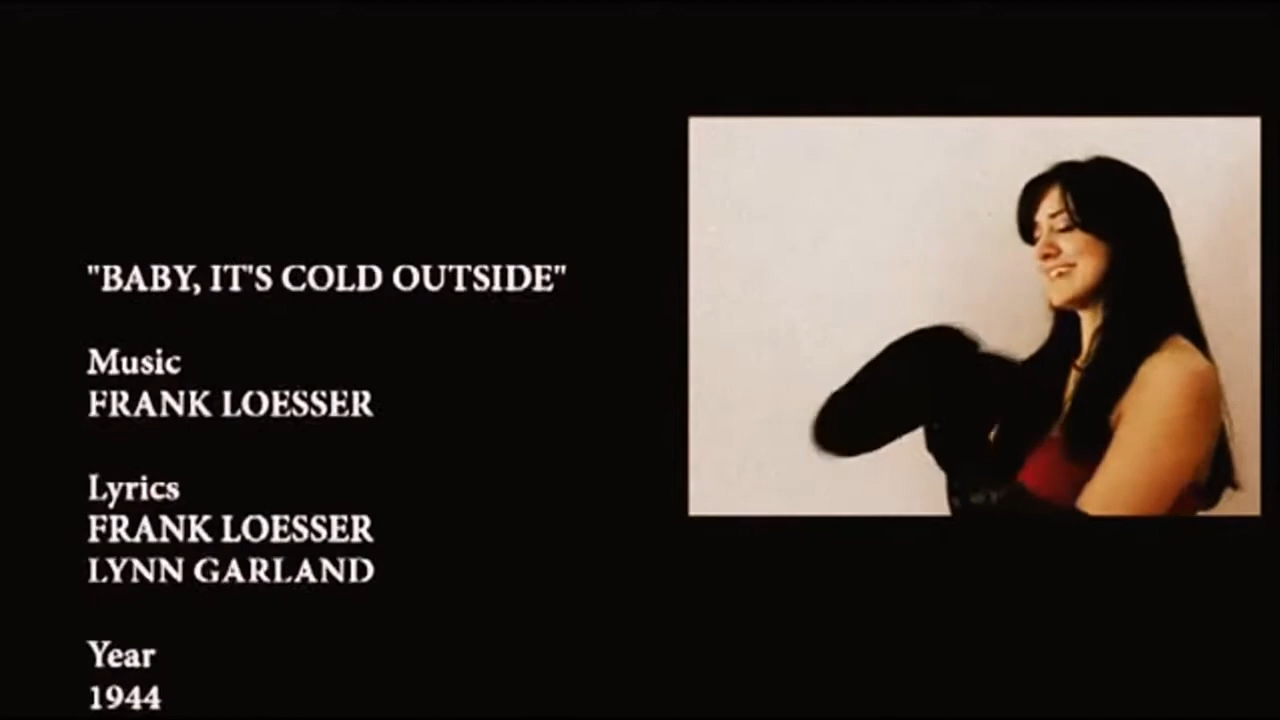 "BABY, IT'S COLD OUTSIDE"
Music
FRANK LOESSER
Lyrics
FRANK LOESSER
LYNN GARLAND
Year
1944